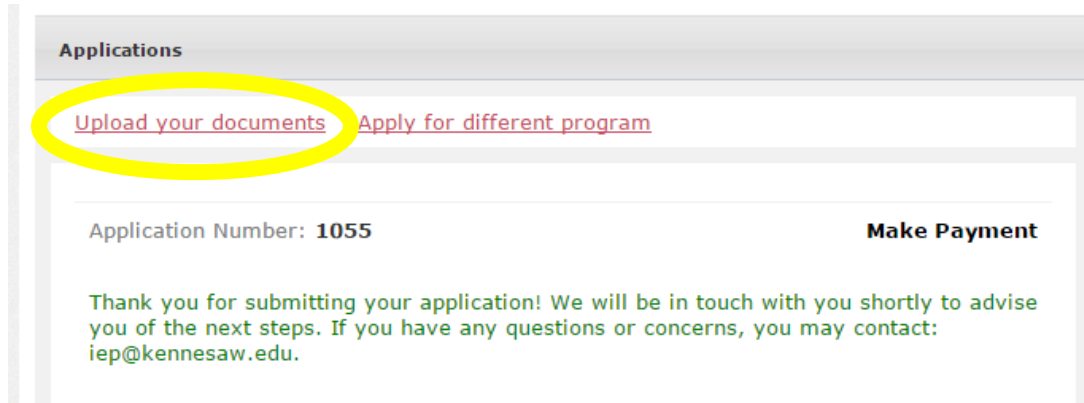 Applications
Upload your documents Apply for different program
Application Number: 1055 Make Payment
Thank you for submitting your application! We will be in touch with you shortly to advise
you of the next steps. If you have any questions or concerns, you may contact:
iep@kennesaw.edu.